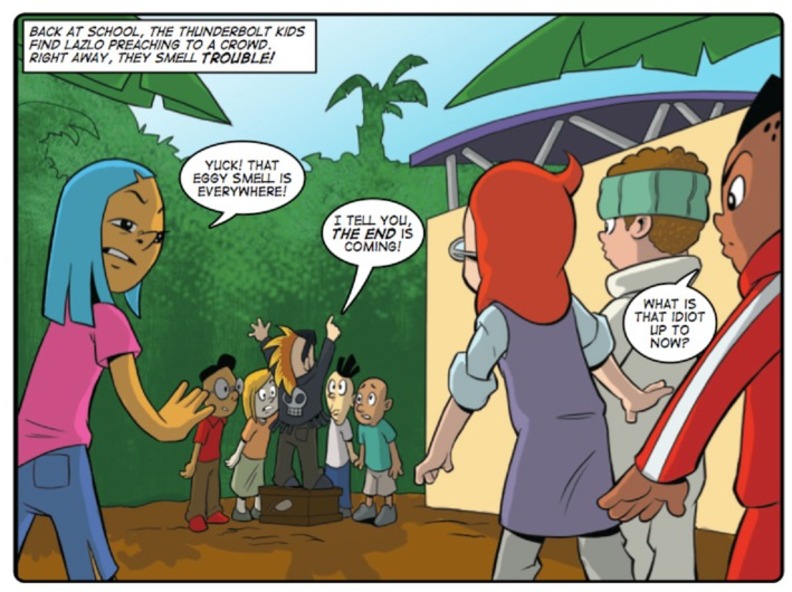 BACK AT SCHOOL, THE THUNDERBOLT KIDS
FIND LAZLO PREACHING TO A CROWD.
RIGHT AWAY, THEY SMELL TROUBLE!
YUCK! THAT
EGGY SMELL IS
EVERYWHERE!
I TELL YOU,
THE END IS
COMING!
WHAT IS
THAT IDIOT
UP TO
NOW?